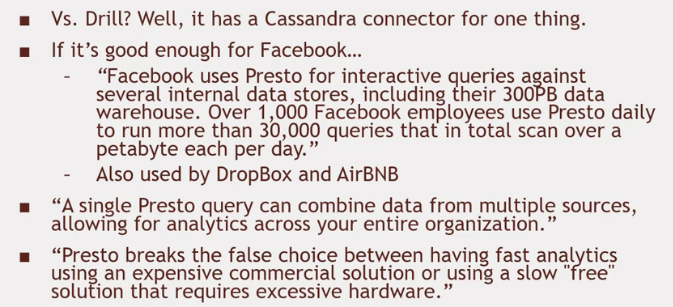 ▪ Vs. Drill? Well, it has a Cassandra connector for one thing.
▪ If it’s good enough for Facebook…
– “Facebook uses Presto for interactive queries against
several internal data stores, including their 300PB data
warehouse. Over 1,000 Facebook employees use Presto daily
to run more than 30,000 queries that in total scan over a
petabyte each per day.”
– Also used by DropBox and AirBNB
▪ “A single Presto query can combine data from multiple sources,
allowing for analytics across your entire organization.”
▪ “Presto breaks the false choice between having fast analytics
using an expensive commercial solution or using a slow "free"
solution that requires excessive hardware.”